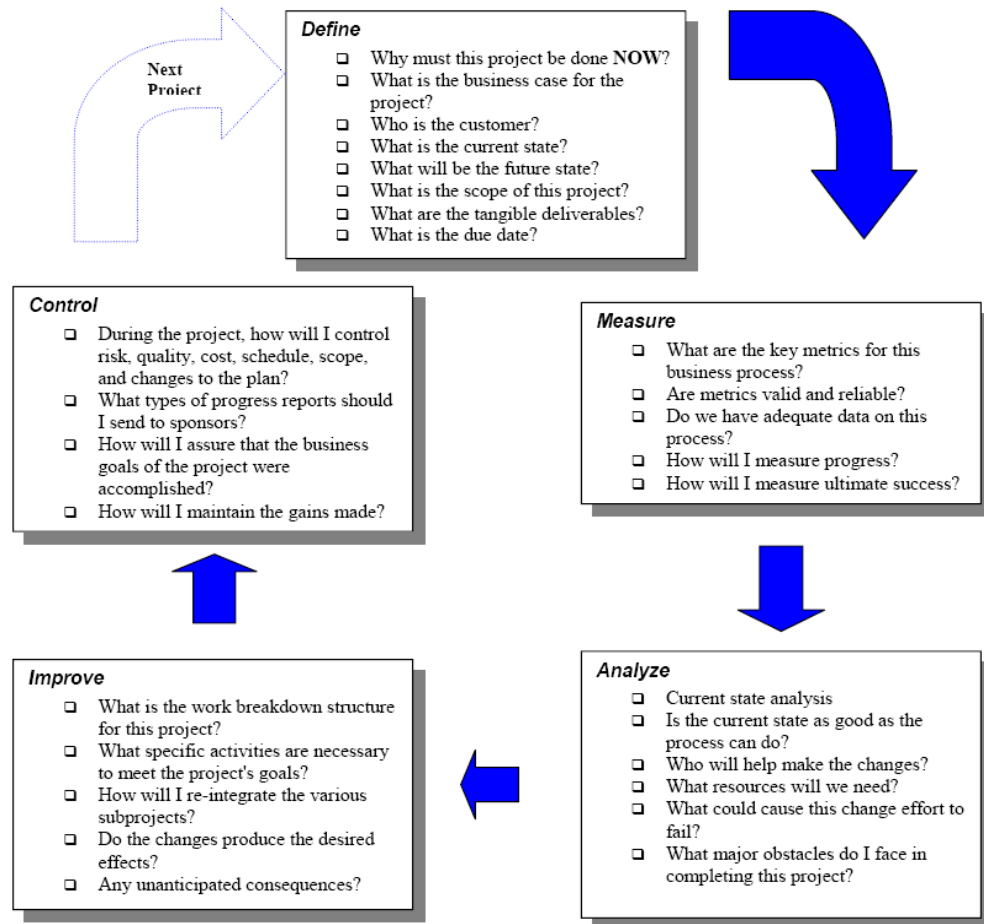 Next
Project
Define
❑ Why must this project be done NOW?
❑ What is the business case for the
project?
❑ Who is the customer?
❑ What is the current state?
❑ What will be the future state?
❑ What is the scope of this project?
❑ What are the tangible deliverables?
❑ What is the due date?
Measure
❑ What are the key metrics for this
business process?
❑ Are metrics valid and reliable?
❑ Do we have adequate data on this
process?
❑ How will I measure progress?
❑ How will I measure ultimate success?
Analyze
❑ Current state analysis
❑ Is the current state as good as the
process can do?
❑ Who will help make the changes?
❑ What resources will we need?
❑ What could cause this change effort to
fail?
❑ What major obstacles do I face in
completing this project?
Improve
❑ What is the work breakdown structure
for this project?
❑ What specific activities are necessary
to meet the project's goals?
❑ How will I re-integrate the various
subprojects?
❑ Do the changes produce the desired
effects?
❑ Any unanticipated consequences?
Control
❑ During the project, how will I control
risk, quality, cost, schedule, scope,
and changes to the plan?
❑ What types of progress reports should
I send to sponsors?
❑ How will I assure that the business
goals of the project were
accomplished?
❑ How will I maintain the gains made?